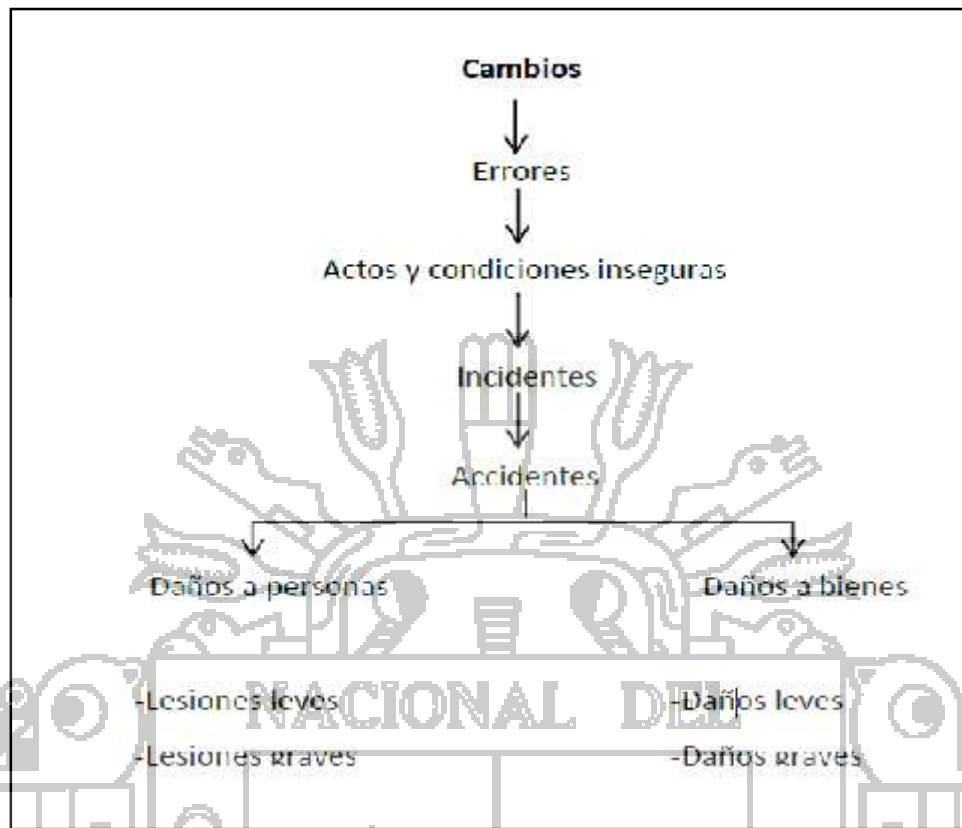 Cambios
Errores
Actos y condiciones inseguras
Incidentes
Accidentes
Daños a personas Daños a bienes
NACIONAL DEL
-Lesiones leves -Daños leves
-Lesiones graves -Daños graves